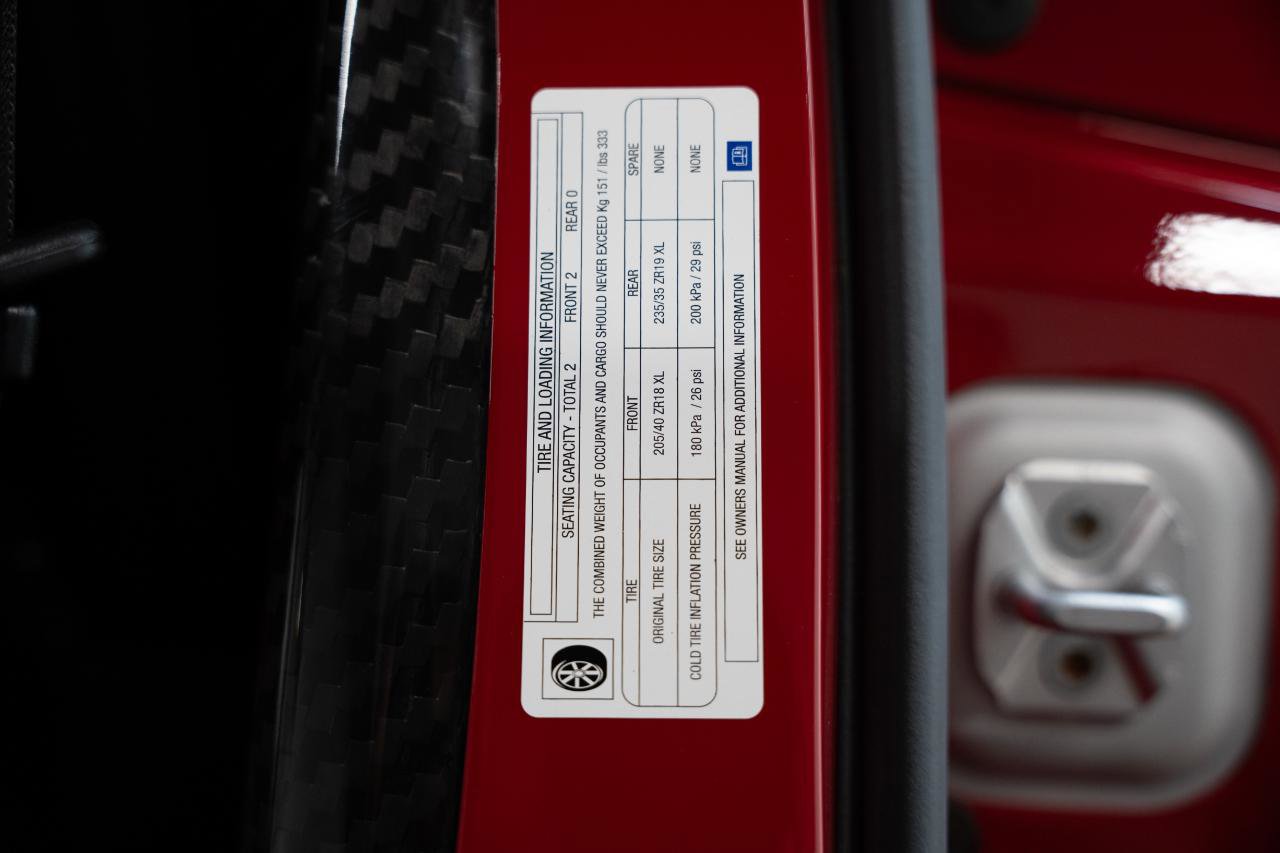 TIRE AND LOADING INFORMATION
SEATING CAPACITY - TOTAL 2 FRONT 2 REAR 0
THE COMBINED WEIGHT OF OCCUPANTS AND CARGO SHOULD NEVER EXCEED Kg 151 / lbs 333
TIRE FRONT REAR SPARE
ORIGINAL TIRE SIZE 205/40 ZR18 XL 235/35 ZR19 XL NONE
COLD TIRE INFLATION PRESSURE 180 kPa / 26 psi 200 kPa / 29 psi NONE
SEE OWNERS MANUAL FOR ADDITIONAL INFORMATION